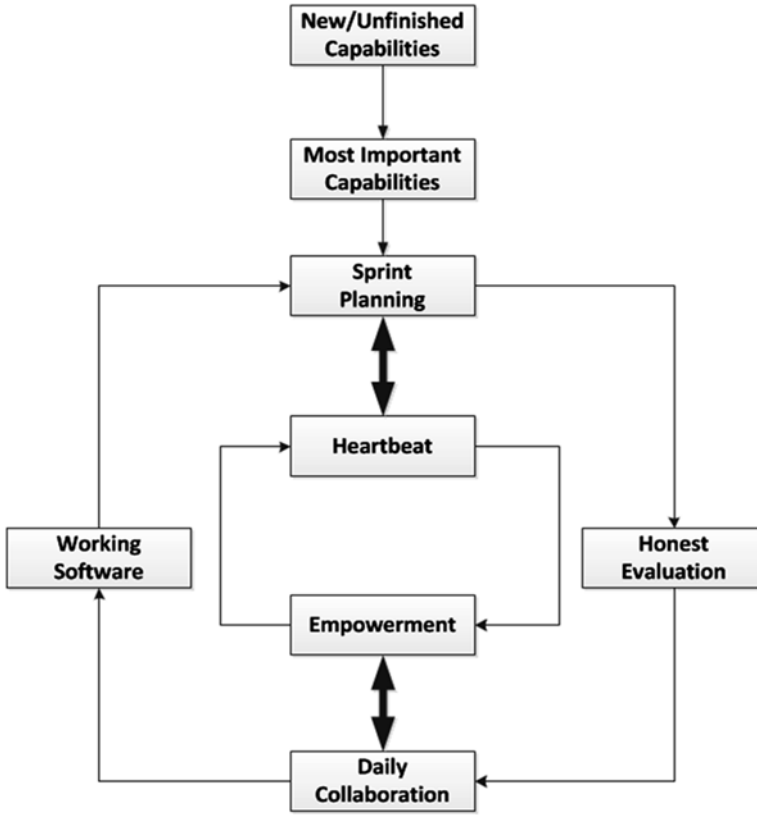 New/Unfinished
Capabilities
Most Important
Capabilities
Sprint
Planning
Heartbeat
Working
Software
Honest
Evaluation
Empowerment
Daily
Collaboration